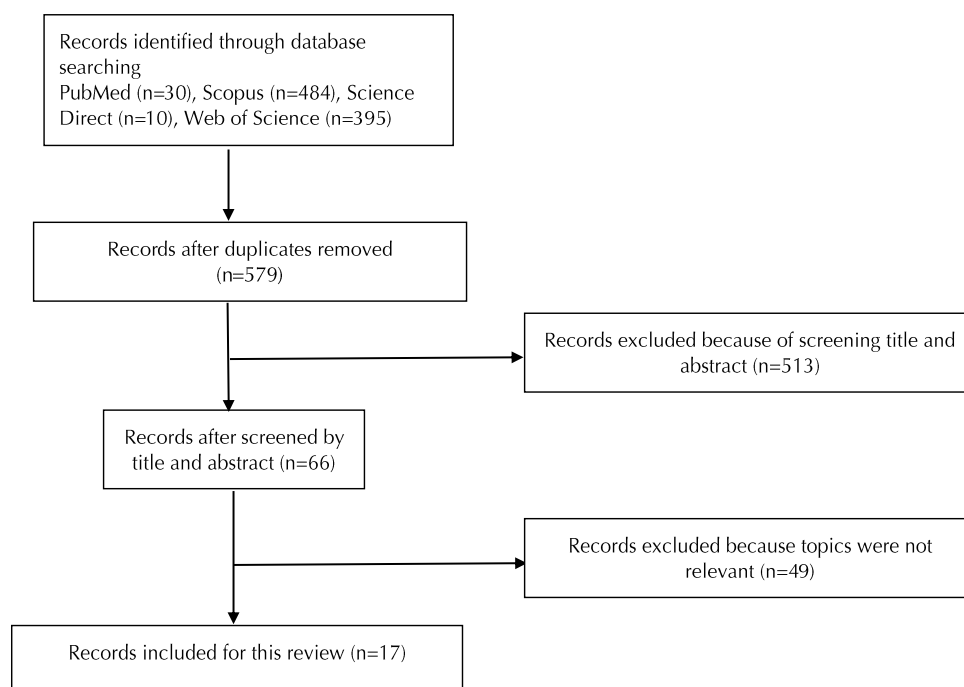 Records identified through database
searching
PubMed (n=30), Scopus (n=484), Science
Direct (n=10), Web of Science (n=395)
Records after duplicates removed
(n=579)
Records excluded because of screening title and
abstract (n=513)
Records after screened by
title and abstract (n=66)
Records excluded because topics were not
relevant (n=49)
Records included for this review (n=17)